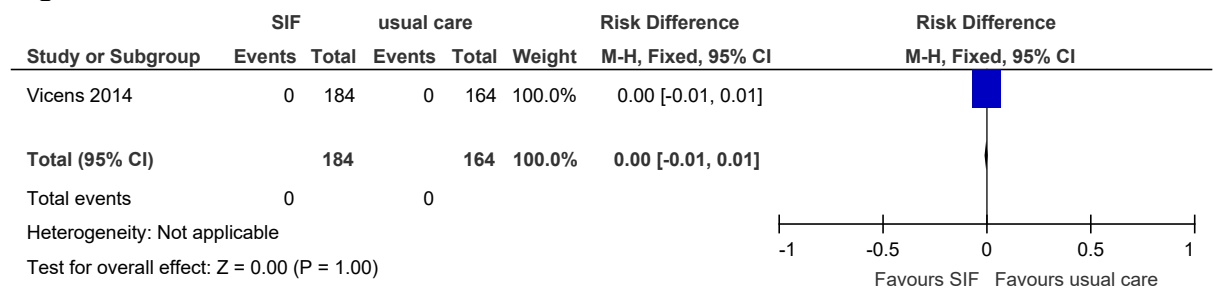 SIF usual care Risk Difference Risk Difference
Study or Subgroup Events Total Events Total Weight M-H, Fixed, 95% CI M-H, Fixed, 95% CI
Vicens 2014 0 184 0 164 100.0% 0.00 [-0.01, 0.01]
Total (95% CI) 184 164 100.0% 0.00 [-0.01, 0.01]
Total events 0 0
Heterogeneity: Not applicable
Test for overall effect: Z = 0.00 (P = 1.00)
-1 -0.5 0 0.5 1
Favours SIF Favours usual care